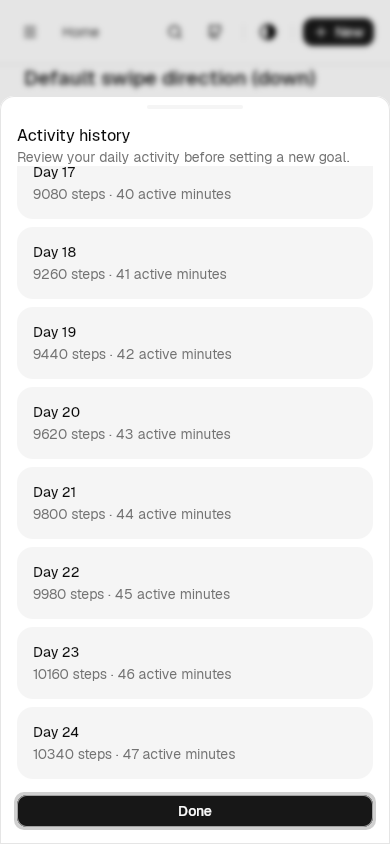 Home
New
Default swipe direction (down)
Activity history
Review your daily activity before setting a new goal.
Day 17
9080 steps · 40 active minutes
Day 18
9260 steps · 41 active minutes
Day 19
9440 steps · 42 active minutes
Day 20
9620 steps · 43 active minutes
Day 21
9800 steps · 44 active minutes
Day 22
9980 steps · 45 active minutes
Day 23
10160 steps · 46 active minutes
Day 24
10340 steps · 47 active minutes
Done